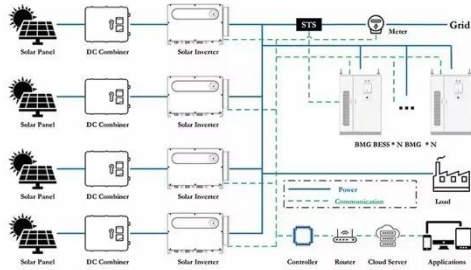 STS
Meter
Grid
Solar Panel DC Combiner Solar Inverter
Solar Panel DC Combiner Solar Inverter
BMG BESS * N BMG * N
Solar Panel DC Combiner Solar Inverter
Power
Communication
Load
Solar Panel DC Combiner Solar Inverter
Controller Router Cloud Server Applications